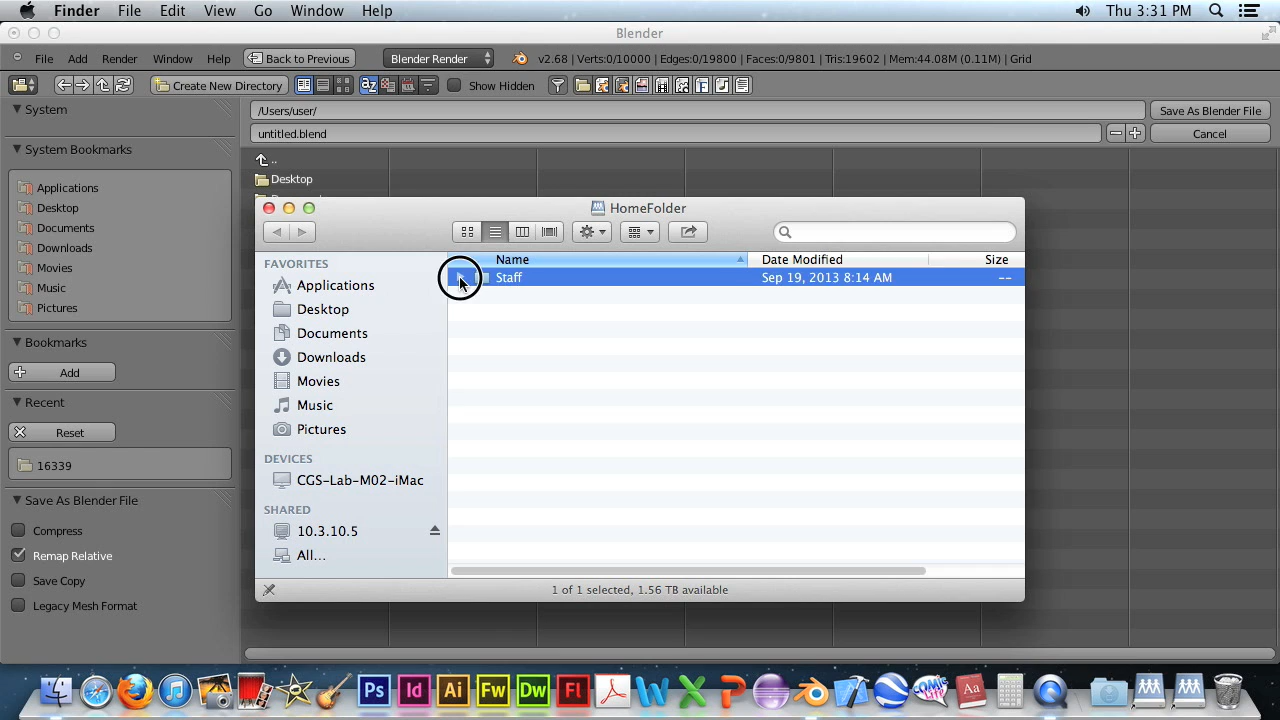 Finder File Edit View Go Window Help Thu 3:31 PM
Blender
File Add Render Window Help Back to Previous Blender Render v2.68 | Verts:0/10000 | Edges:0/19800 | Faces:0/9801 | Tris:19602 | Mem:44.08M (0.11M) | Grid
Create New Directory Show Hidden
System /Users/user/ Save As Blender File
untitled.blend Cancel
System Bookmarks ..
Applications Desktop
Desktop
Documents
Downloads
Movies
Music
Pictures
Bookmarks
Add
Recent
Reset
16339
Save As Blender File
Compress
Remap Relative
Save Copy
Legacy Mesh Format
HomeFolder
FAVORITES Name Date Modified Size
Applications Staff Sep 19, 2013 8:14 AM --
Desktop
Documents
Downloads
Movies
Music
Pictures
DEVICES
CGS-Lab-M02-iMac
SHARED
10.3.10.5
All...
1 of 1 selected, 1.56 TB available
Ps Id Ai Fw Dw Fl W X P COMIC Life Aa